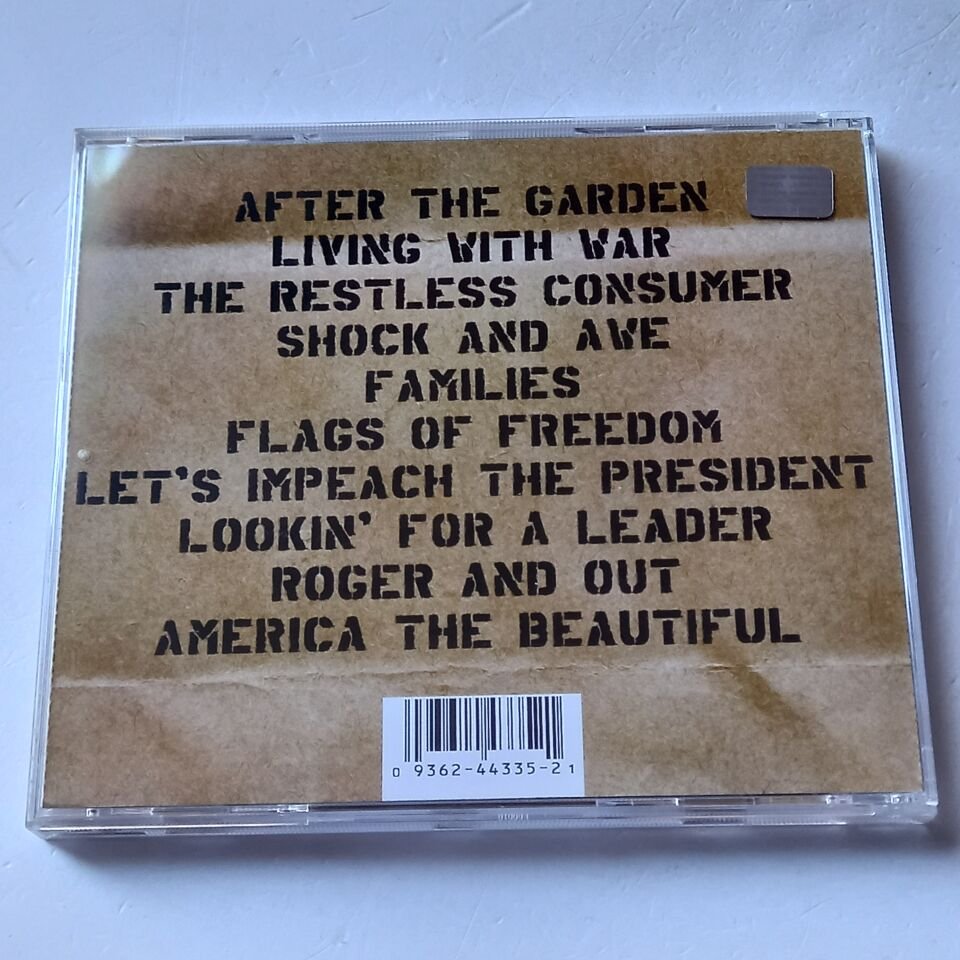 AFTER THE GARDEN
LIVING WITH WAR
THE RESTLESS CONSUMER
SHOCK AND AWE
FAMILIES
FLAGS OF FREEDOM
LET'S IMPEACH THE PRESIDENT
LOOKIN' FOR A LEADER
ROGER AND OUT
AMERICA THE BEAUTIFUL
0 9362-44335-2 1